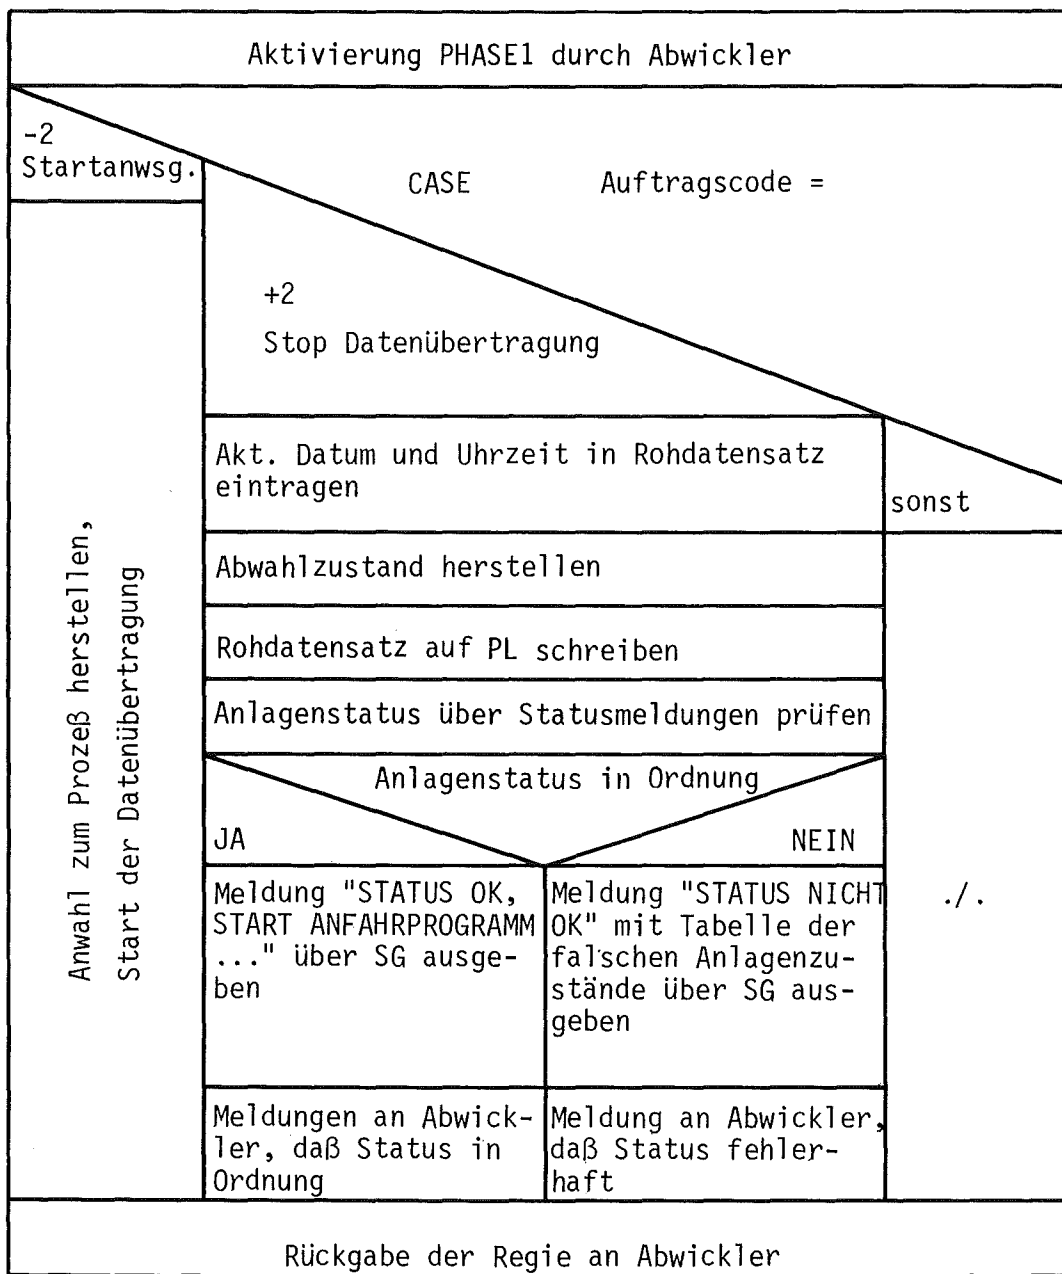 Aktivierung PHASE1 durch Abwickler
-2
Startanwsg.
CASE Auftragscode =
+2
Stop Datenübertragung
sonst
Anwahl zum Prozeß herstellen,
Start der Datenübertragung
Akt. Datum und Uhrzeit in Rohdatensatz
eintragen
Abwahlzustand herstellen
Rohdatensatz auf PL schreiben
Anlagenstatus über Statusmeldungen prüfen
Anlagenstatus in Ordnung
JA
NEIN
Meldung "STATUS OK,
START ANFAHRPROGRAMM
..." über SG ausge-
ben
Meldung "STATUS NICHT
OK" mit Tabelle der
falschen Anlagenzu-
stände über SG aus-
geben
./.
Meldungen an Abwick-
ler, daß Status in
Ordnung
Meldung an Abwickler,
daß Status fehler-
haft
Rückgabe der Regie an Abwickler